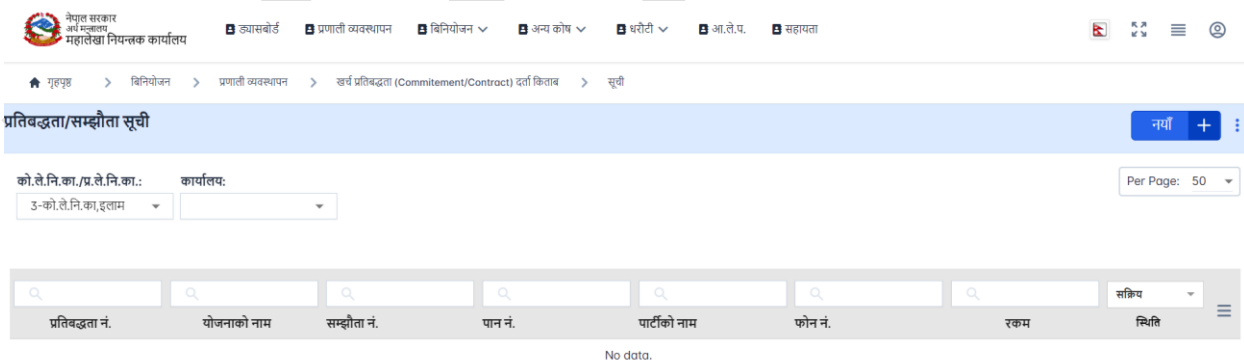 नेपाल सरकार
अर्थ मन्त्रालय
महालेखा नियन्त्रक कार्यालय
ड्यासबोर्ड प्रणाली व्यवस्थापन बिनियोजन अन्य कोष धरौटी आ.ले.प. सहायता
गृहपृष्ठ > बिनियोजन > प्रणाली व्यवस्थापन > खर्च प्रतिबद्धता (Commitement/Contract) दर्ता किताब > सूची
प्रतिबद्धता/सम्झौता सूची नयाँ +
को.ले.नि.का./प्र.ले.नि.का.: कार्यालय: Per Page: 50
3-को.ले.नि.का,इलाम
सक्रिय
प्रतिबद्धता नं. योजनाको नाम सम्झौता नं. पान नं. पार्टीको नाम फोन नं. रकम स्थिति
No data.